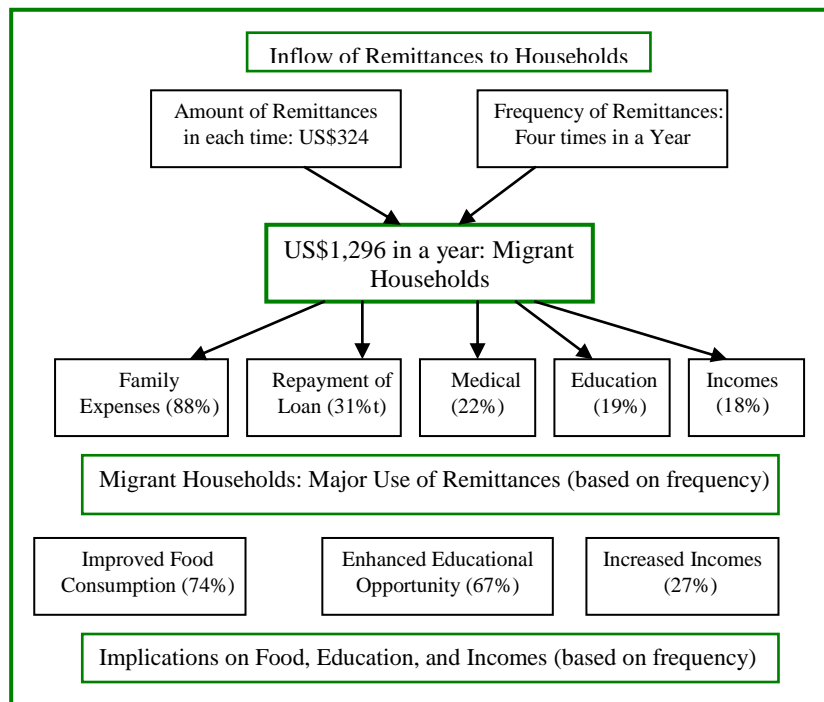 Inflow of Remittances to Households
Amount of Remittances
in each time: US$324
Frequency of Remittances:
Four times in a Year
US$1,296 in a year: Migrant
Households
Family
Expenses (88%)
Repayment of
Loan (31%t)
Medical
(22%)
Education
(19%)
Incomes
(18%)
Migrant Households: Major Use of Remittances (based on frequency)
Improved Food
Consumption (74%)
Enhanced Educational
Opportunity (67%)
Increased Incomes
(27%)
Implications on Food, Education, and Incomes (based on frequency)